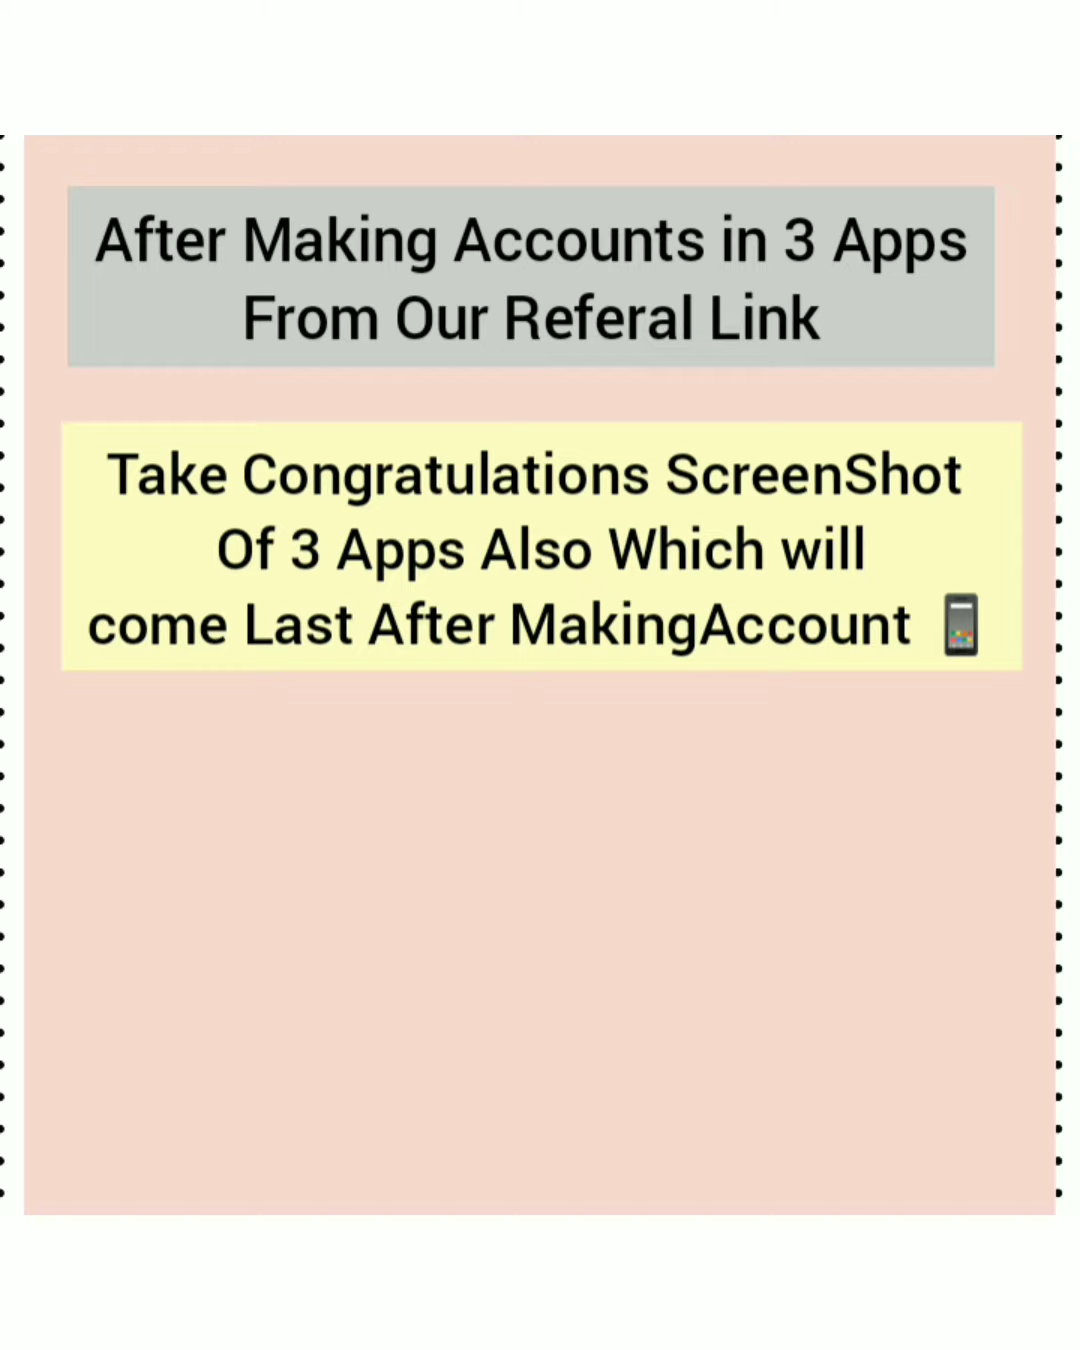 After Making Accounts in 3 Apps
From Our Referal Link
Take Congratulations ScreenShot
Of 3 Apps Also Which will
come Last After MakingAccount 📱